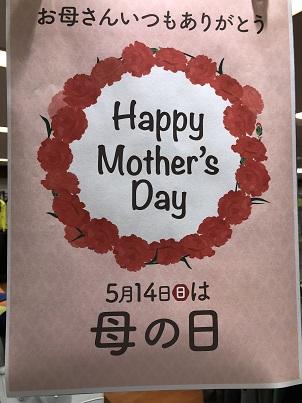 お母さんいつもありがとう
Happy
Mother's
Day
5月14日日は
母の日